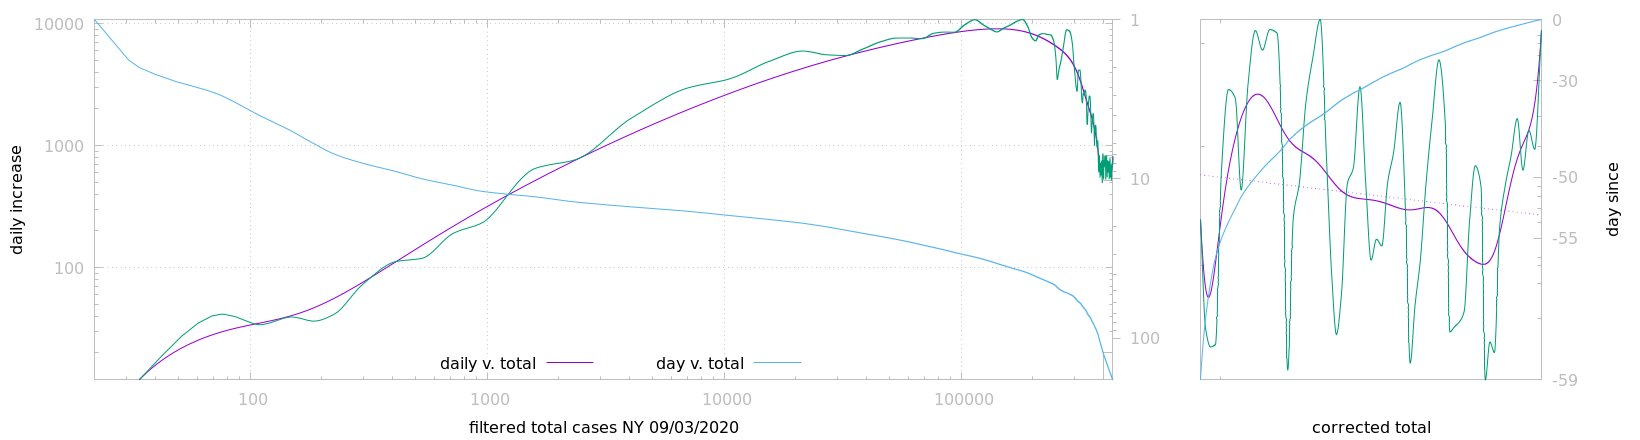 10000
1000
100
daily increase
100
1000
10000
100000
1
10
100
daily v. total
day v. total
filtered total cases NY 09/03/2020
0
-30
-50
-55
-59
day since
corrected total